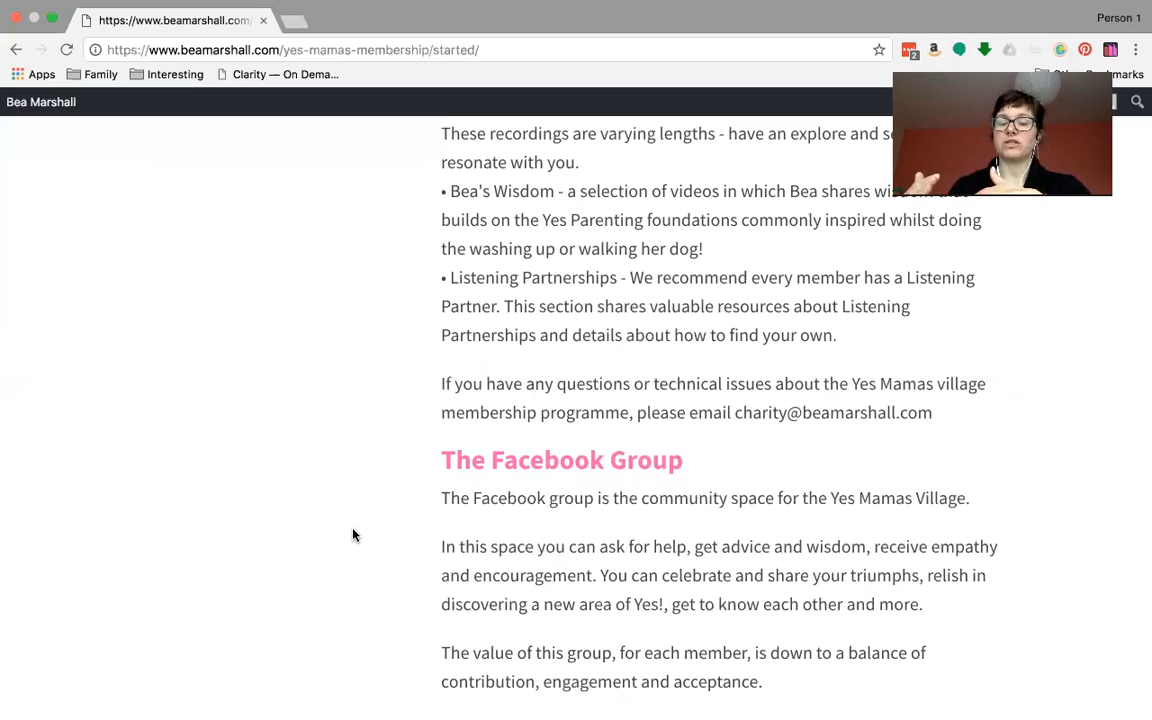 https://www.beamarshall.com/
Person 1
https://www.beamarshall.com/yes-mamas-membership/started/
2
Apps Family Interesting Clarity — On Dema... Bookmarks
Bea Marshall
These recordings are varying lengths - have an explore and
resonate with you.
• Bea's Wisdom - a selection of videos in which Bea shares
builds on the Yes Parenting foundations commonly inspired whilst doing
the washing up or walking her dog!
• Listening Partnerships - We recommend every member has a Listening
Partner. This section shares valuable resources about Listening
Partnerships and details about how to find your own.
If you have any questions or technical issues about the Yes Mamas village
membership programme, please email charity@beamarshall.com
The Facebook Group
The Facebook group is the community space for the Yes Mamas Village.
In this space you can ask for help, get advice and wisdom, receive empathy
and encouragement. You can celebrate and share your triumphs, relish in
discovering a new area of Yes!, get to know each other and more.
The value of this group, for each member, is down to a balance of
contribution, engagement and acceptance.